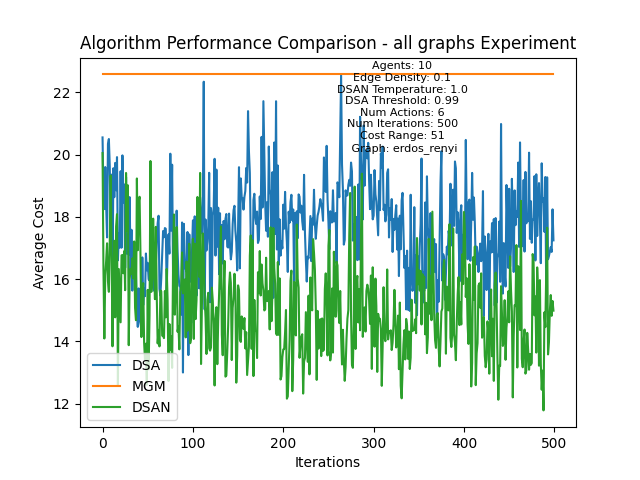 Algorithm Performance Comparison - all graphs Experiment
Agents: 10
Edge Density: 0.1
DSAN Temperature: 1.0
DSA Threshold: 0.99
Num Actions: 6
Num Iterations: 500
Cost Range: 51
Graph: erdos_renyi
Average Cost
22
20
18
16
14
12
DSA
MGM
DSAN
0
100
200
300
400
500
Iterations